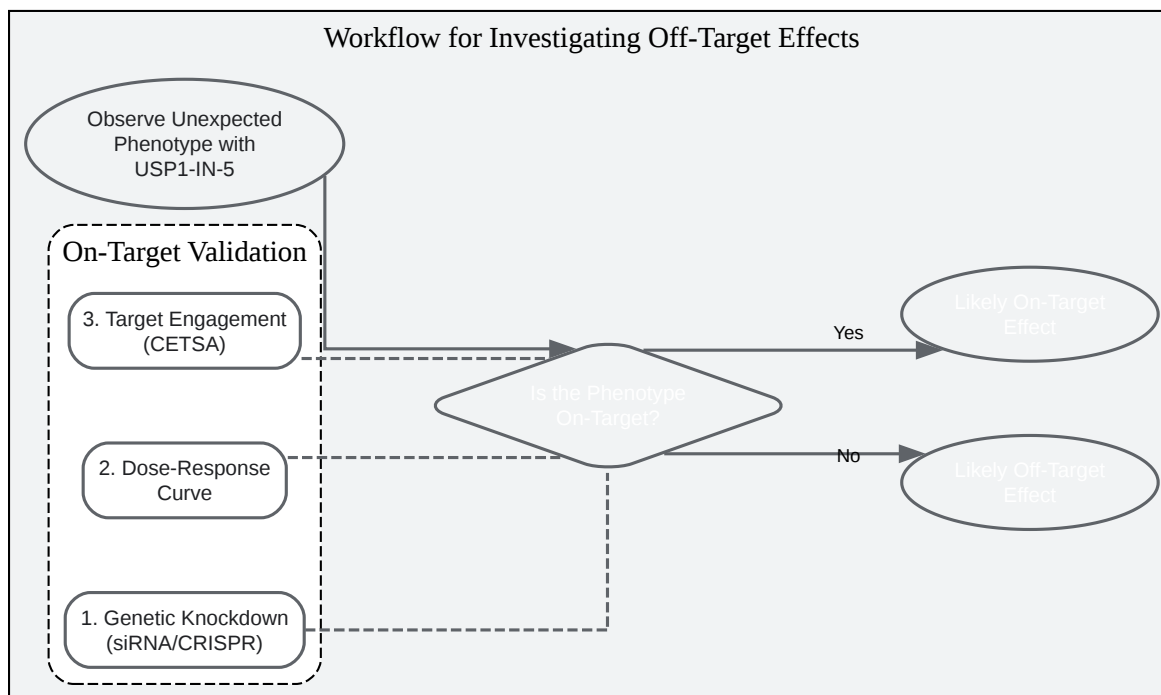 Workflow for Investigating Off-Target Effects
Observe Unexpected
Phenotype with
USP1-IN-5
On-Target Validation
3. Target Engagement
(CETSA)
2. Dose-Response
Curve
1. Genetic Knockdown
(siRNA/CRISPR)
Is the Phenotype
On-Target?
Yes
No
Likely On-Target
Effect
Likely Off-Target
Effect